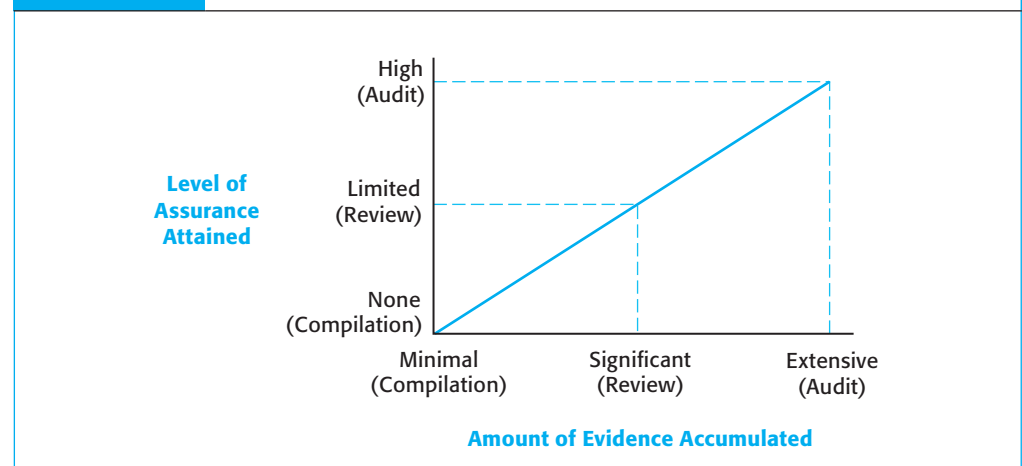 High
(Audit)
Level of
Assurance
Attained
Limited
(Review)
None
(Compilation)
Minimal
(Compilation)
Significant
(Review)
Extensive
(Audit)
Amount of Evidence Accumulated